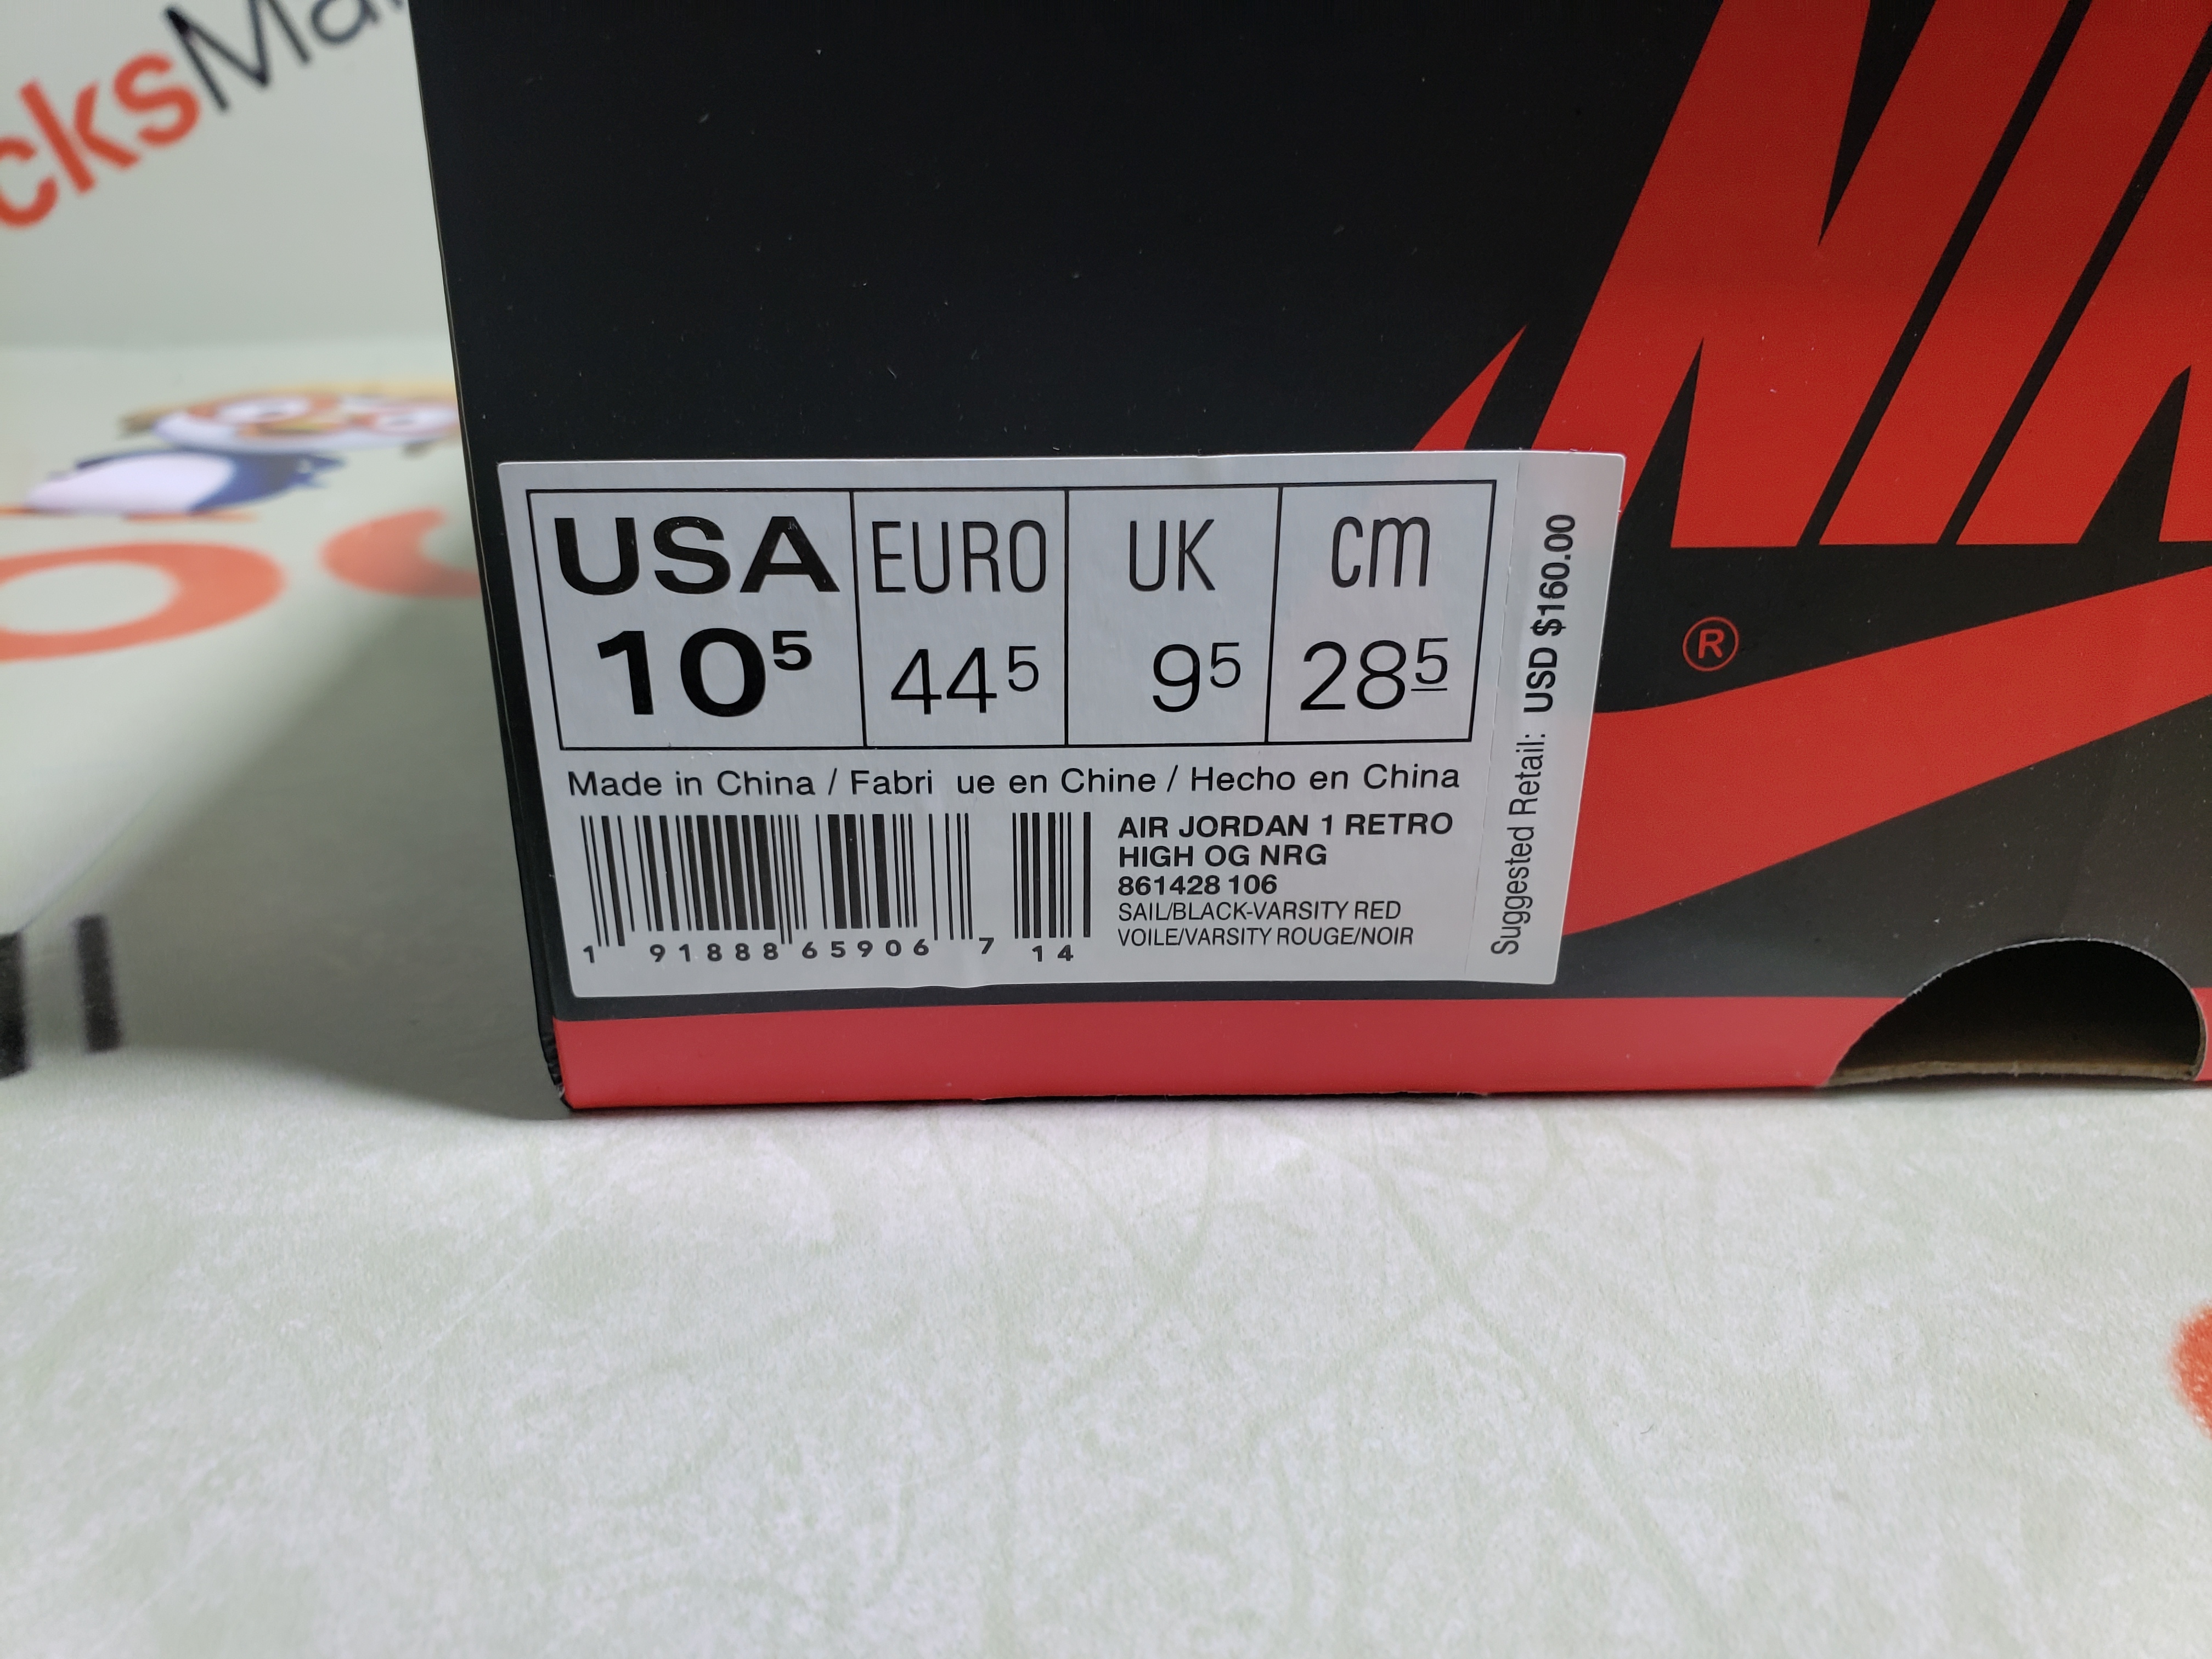 cksMa
NIK
®
USA EURO UK cm
10⁵ 44⁵ 9⁵ 28⁵
Made in China / Fabri ue en Chine / Hecho en China
AIR JORDAN 1 RETRO
HIGH OG NRG
861428 106
SAIL/BLACK-VARSITY RED
VOILE/VARSITY ROUGE/NOIR
1 91888 65906 7 14
Suggested Retail: USD $160.00